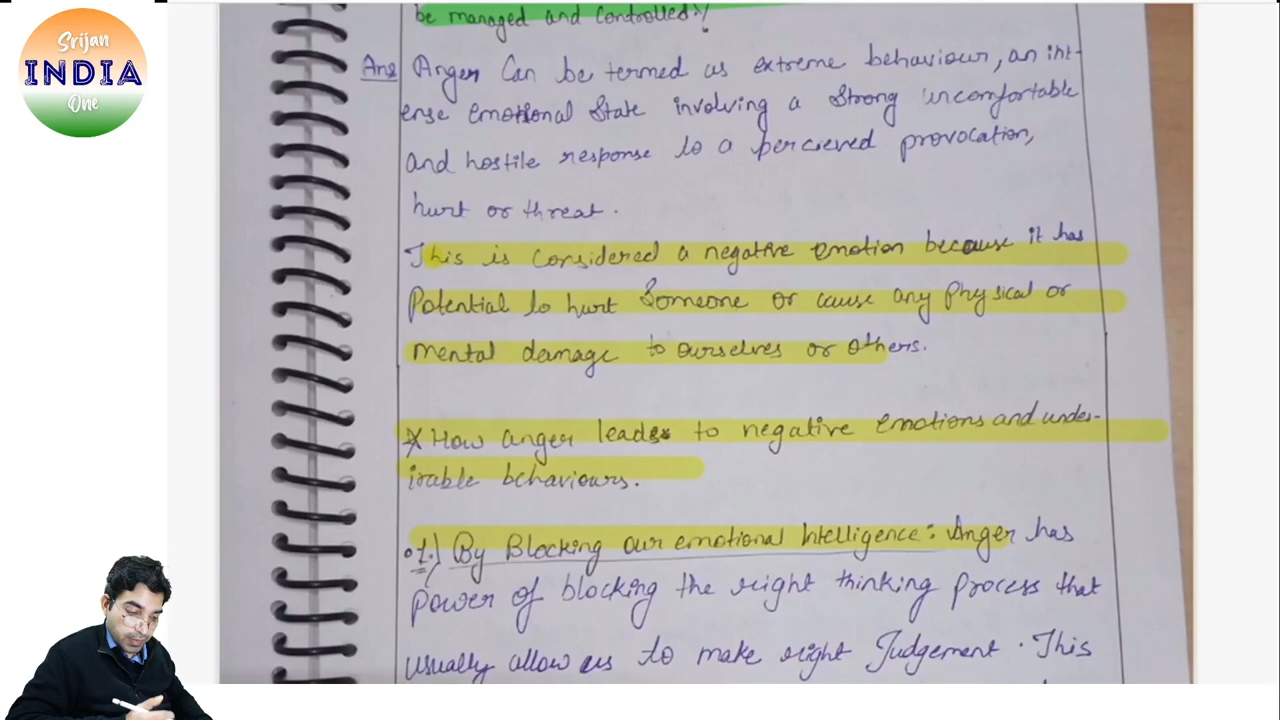 Srijan
INDIA
One
be managed and controlled?
Ans Anger Can be termed as extreme behaviour, an int-
ense emotional State involving a strong uncomfortable
and hostile response to a percieved provocation,
hurt or threat.
This is considered a negative emotion because it has
Potential to hurt Someone or cause any Physical or
mental damage to ourselves or others.
* How anger leads to negative emotions and undes-
irable behaviours.
1.) By Blocking our emotional Intelligence: Anger has
power of blocking the right thinking process that
usually allow us to make right Judgement. This